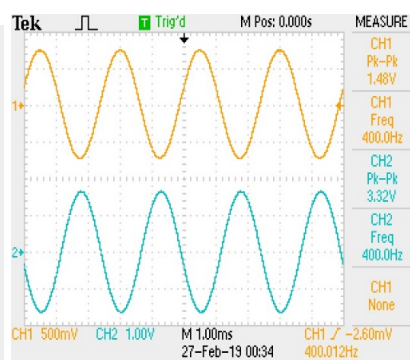 Tek T Trig'd M Pos: 0.000s MEASURE
CH1
Pk-Pk
1.48V
CH1
Freq
400.0Hz
CH2
Pk-Pk
3.32V
CH2
Freq
400.0Hz
CH1
None
1
2
CH1 500mV CH2 1.00V M 1.00ms CH1 -2.60mV
27-Feb-19 00:34 400.012Hz